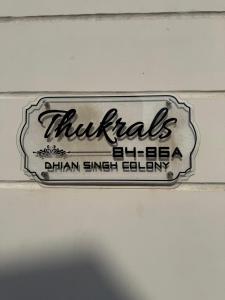 Thukrals
84-86A
DHIAN SINGH COLONY